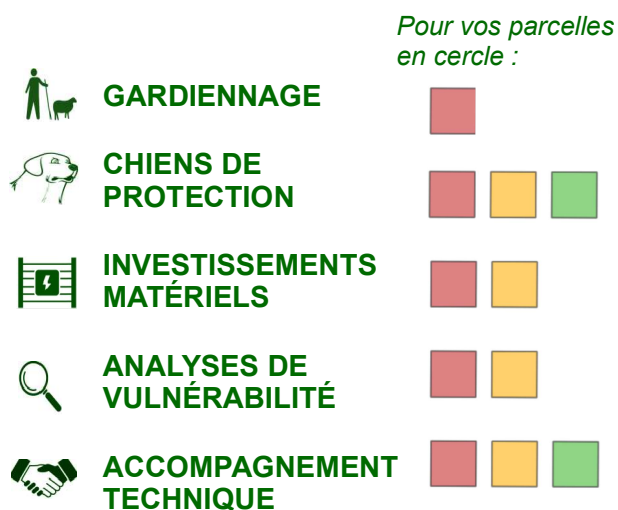 Pour vos parcelles
en cercle :
GARDIENNAGE
CHIENS DE
PROTECTION
INVESTISSEMENTS
MATÉRIELS
ANALYSES DE
VULNÉRABILITÉ
ACCOMPAGNEMENT
TECHNIQUE